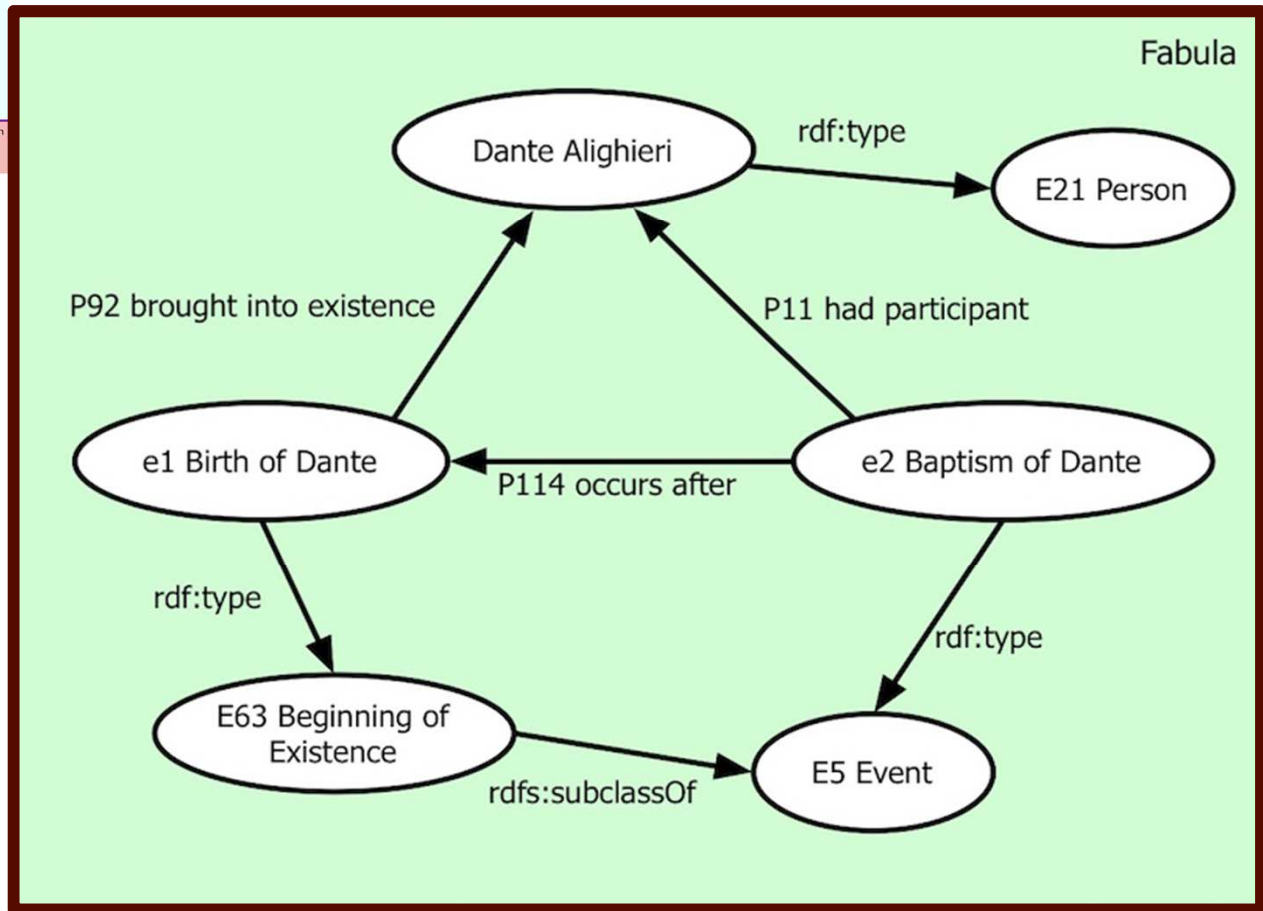 Fabula
Dante Alighieri
rdf:type
E21 Person
P92 brought into existence
P11 had participant
e1 Birth of Dante
P114 occurs after
e2 Baptism of Dante
rdf:type
rdf:type
E63 Beginning of
Existence
rdfs:subclassOf
E5 Event